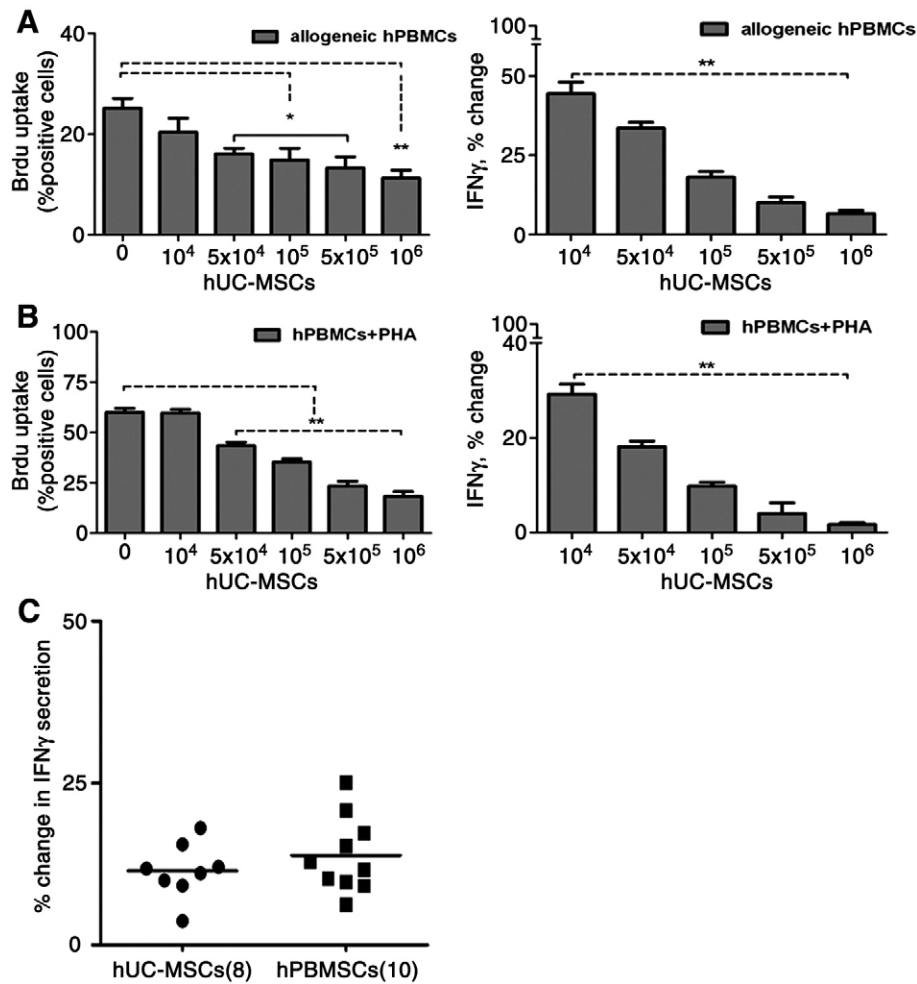 A
Brdu uptake
(%positive cells)
40
20
0
allogeneic hPBMCs
*
**
0 10⁴ 5x10⁴ 10⁵ 5x10⁵ 10⁶
hUC-MSCs
IFNγ, % change
100
50
25
0
allogeneic hPBMCs
**
10⁴ 5x10⁴ 10⁵ 5x10⁵ 10⁶
hUC-MSCs
B
Brdu uptake
(%positive cells)
100
75
50
25
0
hPBMCs+PHA
**
0 10⁴ 5x10⁴ 10⁵ 5x10⁵ 10⁶
hUC-MSCs
IFNγ, % change
100
40
20
0
hPBMCs+PHA
**
10⁴ 5x10⁴ 10⁵ 5x10⁵ 10⁶
hUC-MSCs
C
% change in IFNγ secretion
50
25
0
hUC-MSCs(8) hPBMSCs(10)